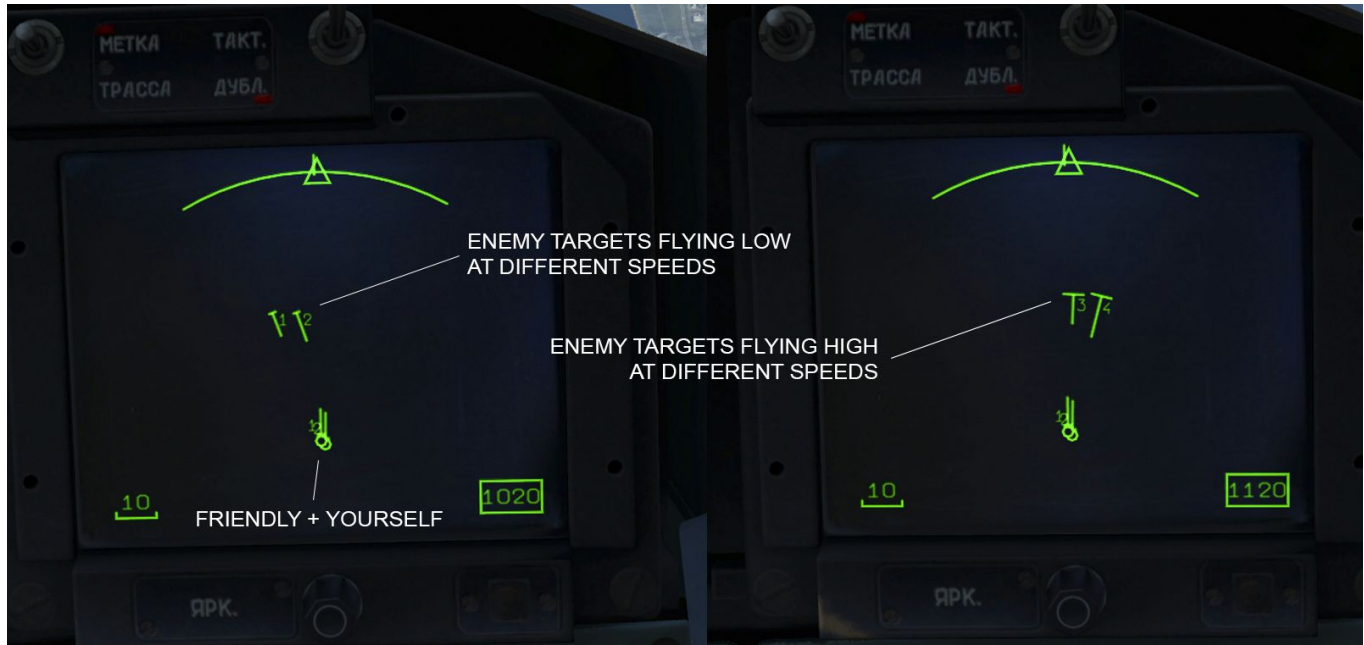 МЕТКА ТАКТ.
ТРАССА ДУБЛ.
ENEMY TARGETS FLYING LOW
AT DIFFERENT SPEEDS
1 2
10
1020
FRIENDLY + YOURSELF
ЯРК.
МЕТКА ТАКТ.
ТРАССА ДУБЛ.
3 4
ENEMY TARGETS FLYING HIGH
AT DIFFERENT SPEEDS
10
1120
ЯРК.